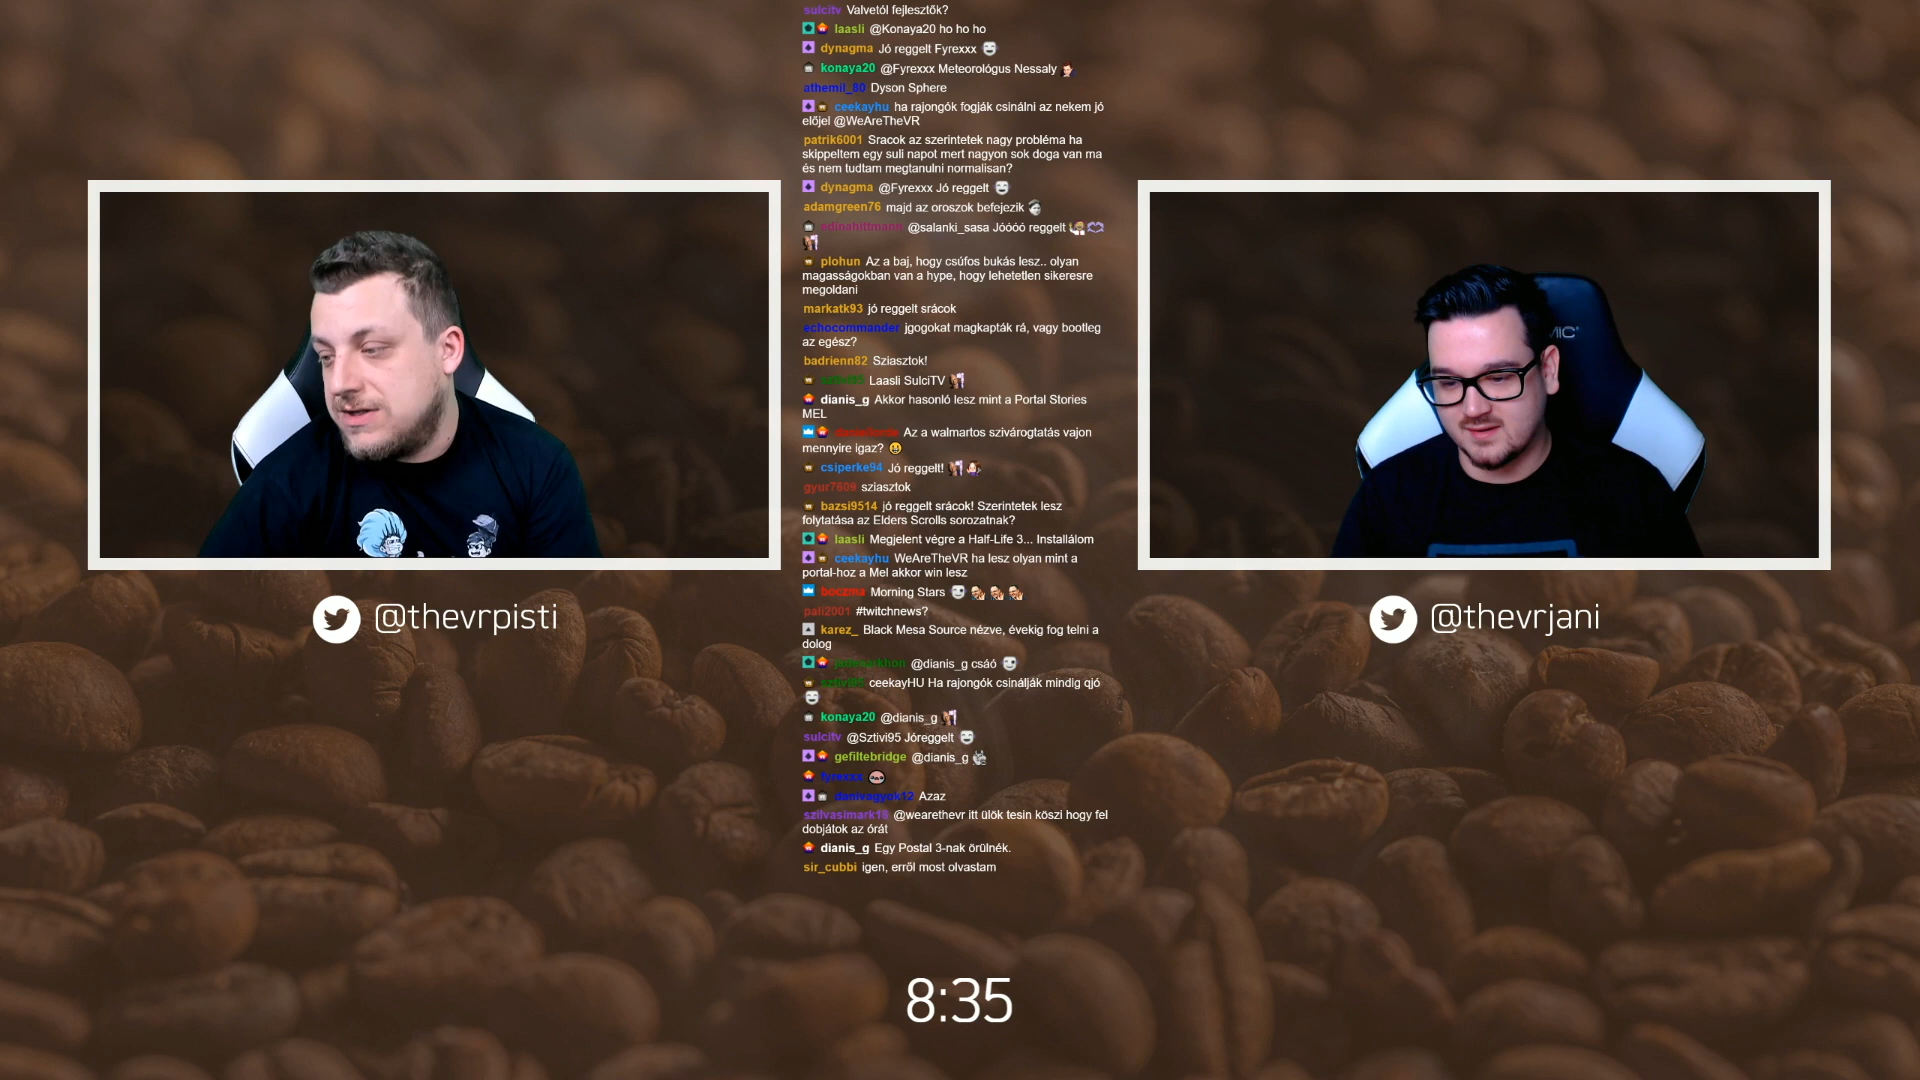 sulcitv Valvetól fejlesztők?
laasli @Konaya20 ho ho ho
dynagma Jó reggelt Fyrexxx
konaya20 @Fyrexxx Meteorológus Nessaly
athemil_80 Dyson Sphere
ceekayhu ha rajongók fogják csinálni az nekem jó
előjel @WeAreTheVR
patrik6001 Sracok az szerintetek nagy probléma ha
skippeltem egy suli napot mert nagyon sok doga van ma
és nem tudtam megtanulni normalisan?
dynagma @Fyrexxx Jó reggelt
adamgreen76 majd az oroszok befejezik
@salanki_sasa Jóóóó reggelt
plohun Az a baj, hogy csúfos bukás lesz.. olyan
magasságokban van a hype, hogy lehetetlen sikeresre
megoldani
markatk93 jó reggelt srácok
echocommander jgogokat magkapták rá, vagy bootleg
az egész?
badrienn82 Sziasztok!
sztivi95 Laasli SulciTV
dianis_g Akkor hasonló lesz mint a Portal Stories
MEL
Az a walmartos szivárogtatás vajon
mennyire igaz?
csiperke94 Jó reggelt!
gyur7609 sziasztok
bazsi9514 jó reggelt srácok! Szerintetek lesz
folytatása az Elders Scrolls sorozatnak?
laasli Megjelent végre a Half-Life 3... Installálom
ceekayhu WeAreTheVR ha lesz olyan mint a
portal-hoz a Mel akkor win lesz
boczma Morning Stars
pali2001 #twitchnews?
karez_ Black Mesa Source nézve, évekig fog telni a
dolog
@dianis_g csáó
sztivi95 ceekayHU Ha rajongók csinálják mindig qjó
konaya20 @dianis_g
sulcitv @Sztivi95 Jóreggelt
gefiltebridge @dianis_g
fyrexxx
danivagyok12 Azaz
szilvasimark18 @wearethevr itt ülök tesin köszi hogy fel
dobjátok az órát
dianis_g Egy Postal 3-nak örülnék.
sir_cubbi igen, erről most olvastam
@thevrpisti
@thevrjani
8:35